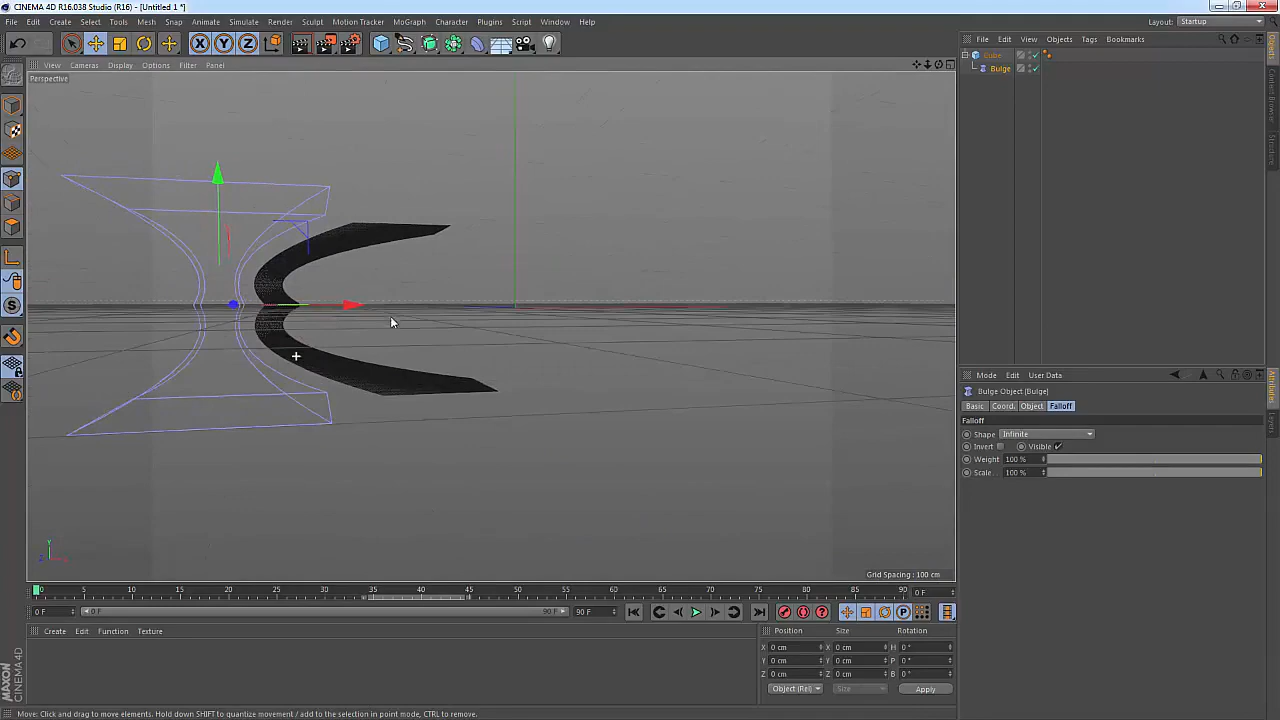 CINEMA 4D R16.038 Studio (R16) - [Untitled 1 *]
File Edit Create Select Tools Mesh Snap Animate Simulate Render Sculpt Motion Tracker MoGraph Character Plugins Script Window Help
Layout: Startup
View Cameras Display Options Filter Panel
File Edit View Objects Tags Bookmarks
Perspective
Cube
Bulge
Objects
Content Browser
Structure
Mode Edit User Data
Bulge Object [Bulge]
Basic Coord. Object Falloff
Falloff
Shape Infinite
Invert Visible
Weight 100 %
Scale 100 %
Attributes
Layers
Y
Z X
Grid Spacing : 100 cm
0 5 10 15 20 25 30 35 40 45 50 55 60 65 70 75 80 85 90 0 F
0 F 0 F 90 F 90 F
Create Edit Function Texture
Position Size Rotation
X 0 cm X 0 cm H 0 °
Y 0 cm Y 0 cm P 0 °
Z 0 cm Z 0 cm B 0 °
Object (Rel) Size Apply
MAXON
CINEMA 4D
Move: Click and drag to move elements. Hold down SHIFT to quantize movement / add to the selection in point mode, CTRL to remove.